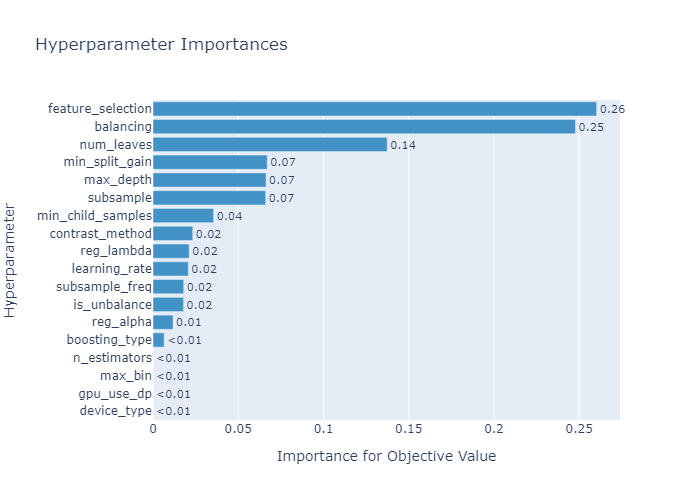 Hyperparameter Importances
feature_selection 0.26
balancing 0.25
num_leaves 0.14
min_split_gain 0.07
max_depth 0.07
subsample 0.07
min_child_samples 0.04
contrast_method 0.02
reg_lambda 0.02
learning_rate 0.02
subsample_freq 0.02
is_unbalance 0.02
reg_alpha 0.01
boosting_type <0.01
n_estimators <0.01
max_bin <0.01
gpu_use_dp <0.01
device_type <0.01
Hyperparameter
0 0.05 0.1 0.15 0.2 0.25
Importance for Objective Value